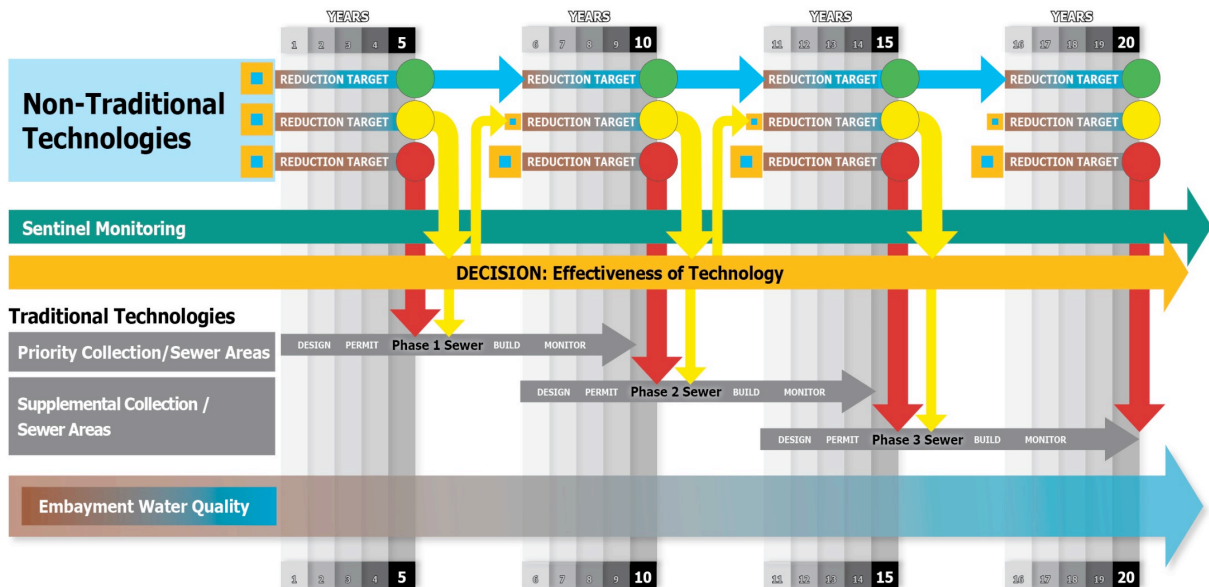 YEARS YEARS YEARS YEARS
1 2 3 4 5 6 7 8 9 10 11 12 13 14 15 16 17 18 19 20
Non-Traditional
Technologies
REDUCTION TARGET REDUCTION TARGET REDUCTION TARGET REDUCTION TARGET
REDUCTION TARGET REDUCTION TARGET REDUCTION TARGET REDUCTION TARGET
REDUCTION TARGET REDUCTION TARGET REDUCTION TARGET REDUCTION TARGET
Sentinel Monitoring
DECISION: Effectiveness of Technology
Traditional Technologies
Priority Collection/Sewer Areas
DESIGN PERMIT Phase 1 Sewer BUILD MONITOR
Supplemental Collection /
Sewer Areas
DESIGN PERMIT Phase 2 Sewer BUILD MONITOR
DESIGN PERMIT Phase 3 Sewer BUILD MONITOR
Embayment Water Quality
1 2 3 4 5 6 7 8 9 10 11 12 13 14 15 16 17 18 19 20
YEARS YEARS YEARS YEARS